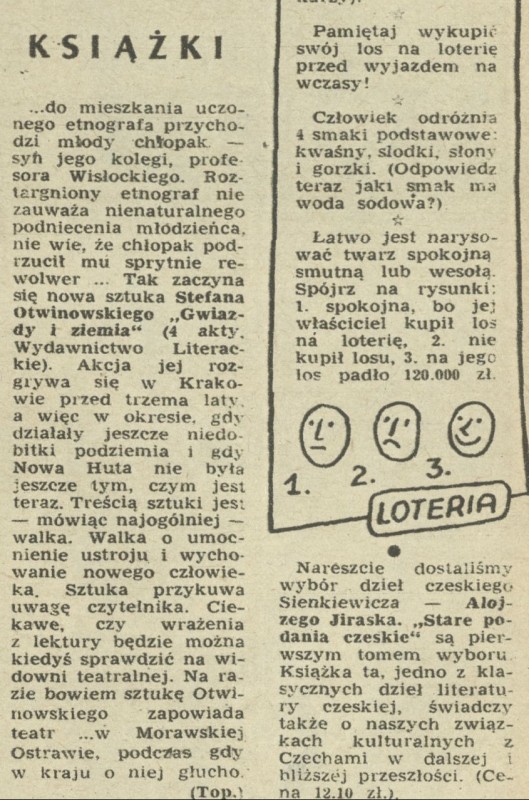 KSIĄŻKI
...do mieszkania uczo-
nego etnografa przycho-
dzi młody chłopak —
syn jego kolegi, profe-
sora Wisłockiego. Roz-
targniony etnograf nie
zauważa nienaturalnego
podniecenia młodzieńca,
nie wie, że chłopak pod-
rzucił mu sprytnie re-
wolwer ... Tak zaczyna
się nowa sztuka Stefana
Otwinowskiego „Gwiaz-
dy i ziemia“ (4 akty,
Wydawnictwo Literac-
kie). Akcja jej roz-
grywa się w Krako-
wie przed trzema laty,
a więc w okresie, gdy
działały jeszcze niedo-
bitki podziemia i gdy
Nowa Huta nie była
jeszcze tym, czym jest
teraz. Treścią sztuki jest
— mówiąc najogólniej —
walka. Walka o umoc-
nienie ustroju i wycho-
wanie nowego człowie-
ka. Sztuka przykuwa
uwagę czytelnika. Cie-
kawe, czy wrażenia
z lektury będzie można
kiedyś sprawdzić na wi-
downi teatralnej. Na ra-
zie bowiem sztukę Otwi-
nowskiego zapowiada
teatr ...w Morawskiej
Ostrawie, podczas gdy
w kraju o niej głucho.
(Top.)
Pamiętaj wykupić
swój los na loterię
przed wyjazdem na
wczasy!
☆
Człowiek odróżnia
4 smaki podstawowe:
kwaśny, slodki, słony
i gorzki. (Odpowiedz
teraz jaki smak ma
woda sodowa?)
☆
Łatwo jest naryso-
wać twarz spokojną
smutną lub wesołą.
Spójrz na rysunki:
1. spokojna, bo jej
właściciel kupił los
na loterię, 2. nie
kupił losu, 3. na jego
los padło 120.000 zł.
1. 2. 3.
LOTERIA
Nareszcie dostaliśmy
wybór dzieł czeskiego
Sienkiewicza — Aloj-
zego Jiraska. „Stare po-
dania czeskie“ są pier-
wszym tomem wyboru
Książka ta, jedno z kla-
sycznych dzieł literatu-
ry czeskiej, świadczy
także o naszych związ-
kach kulturalnych z
Czechami w dalszej i
bliższej przeszłości. (Ce-
na 12.10 zł.)